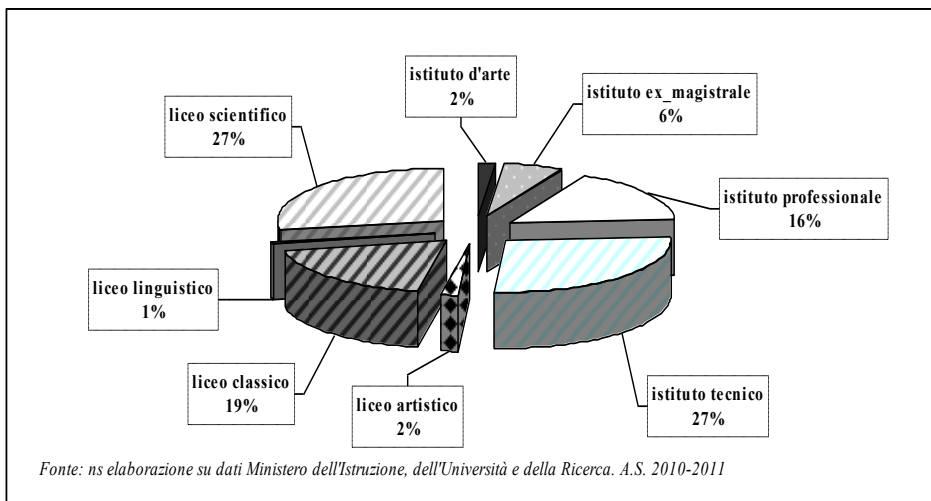 istituto d'arte
2%
istituto ex_magistrale
6%
liceo scientifico
27%
istituto professionale
16%
liceo linguistico
1%
liceo classico
19%
liceo artistico
2%
istituto tecnico
27%
Fonte: ns elaborazione su dati Ministero dell'Istruzione, dell'Università e della Ricerca. A.S. 2010-2011